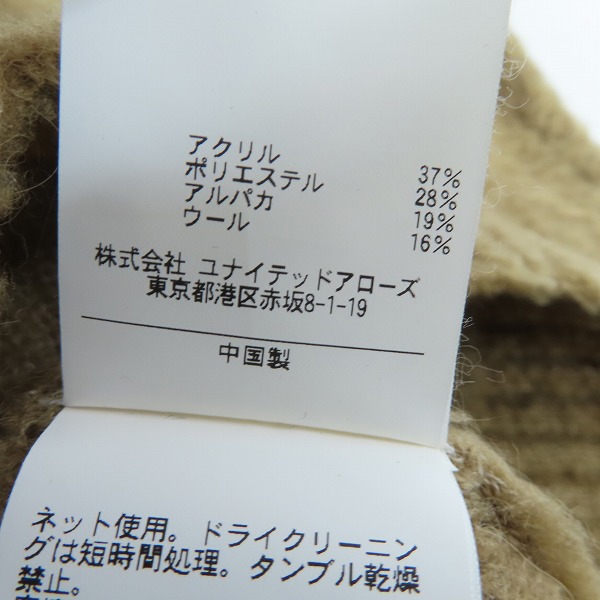 アクリル 37%
ポリエステル 28%
アルパカ 19%
ウール 16%
株式会社 ユナイテッドアローズ
東京都港区赤坂8-1-19
中国製
ネット使用。ドライクリーニン
グは短時間処理。タンブル乾燥
禁止。